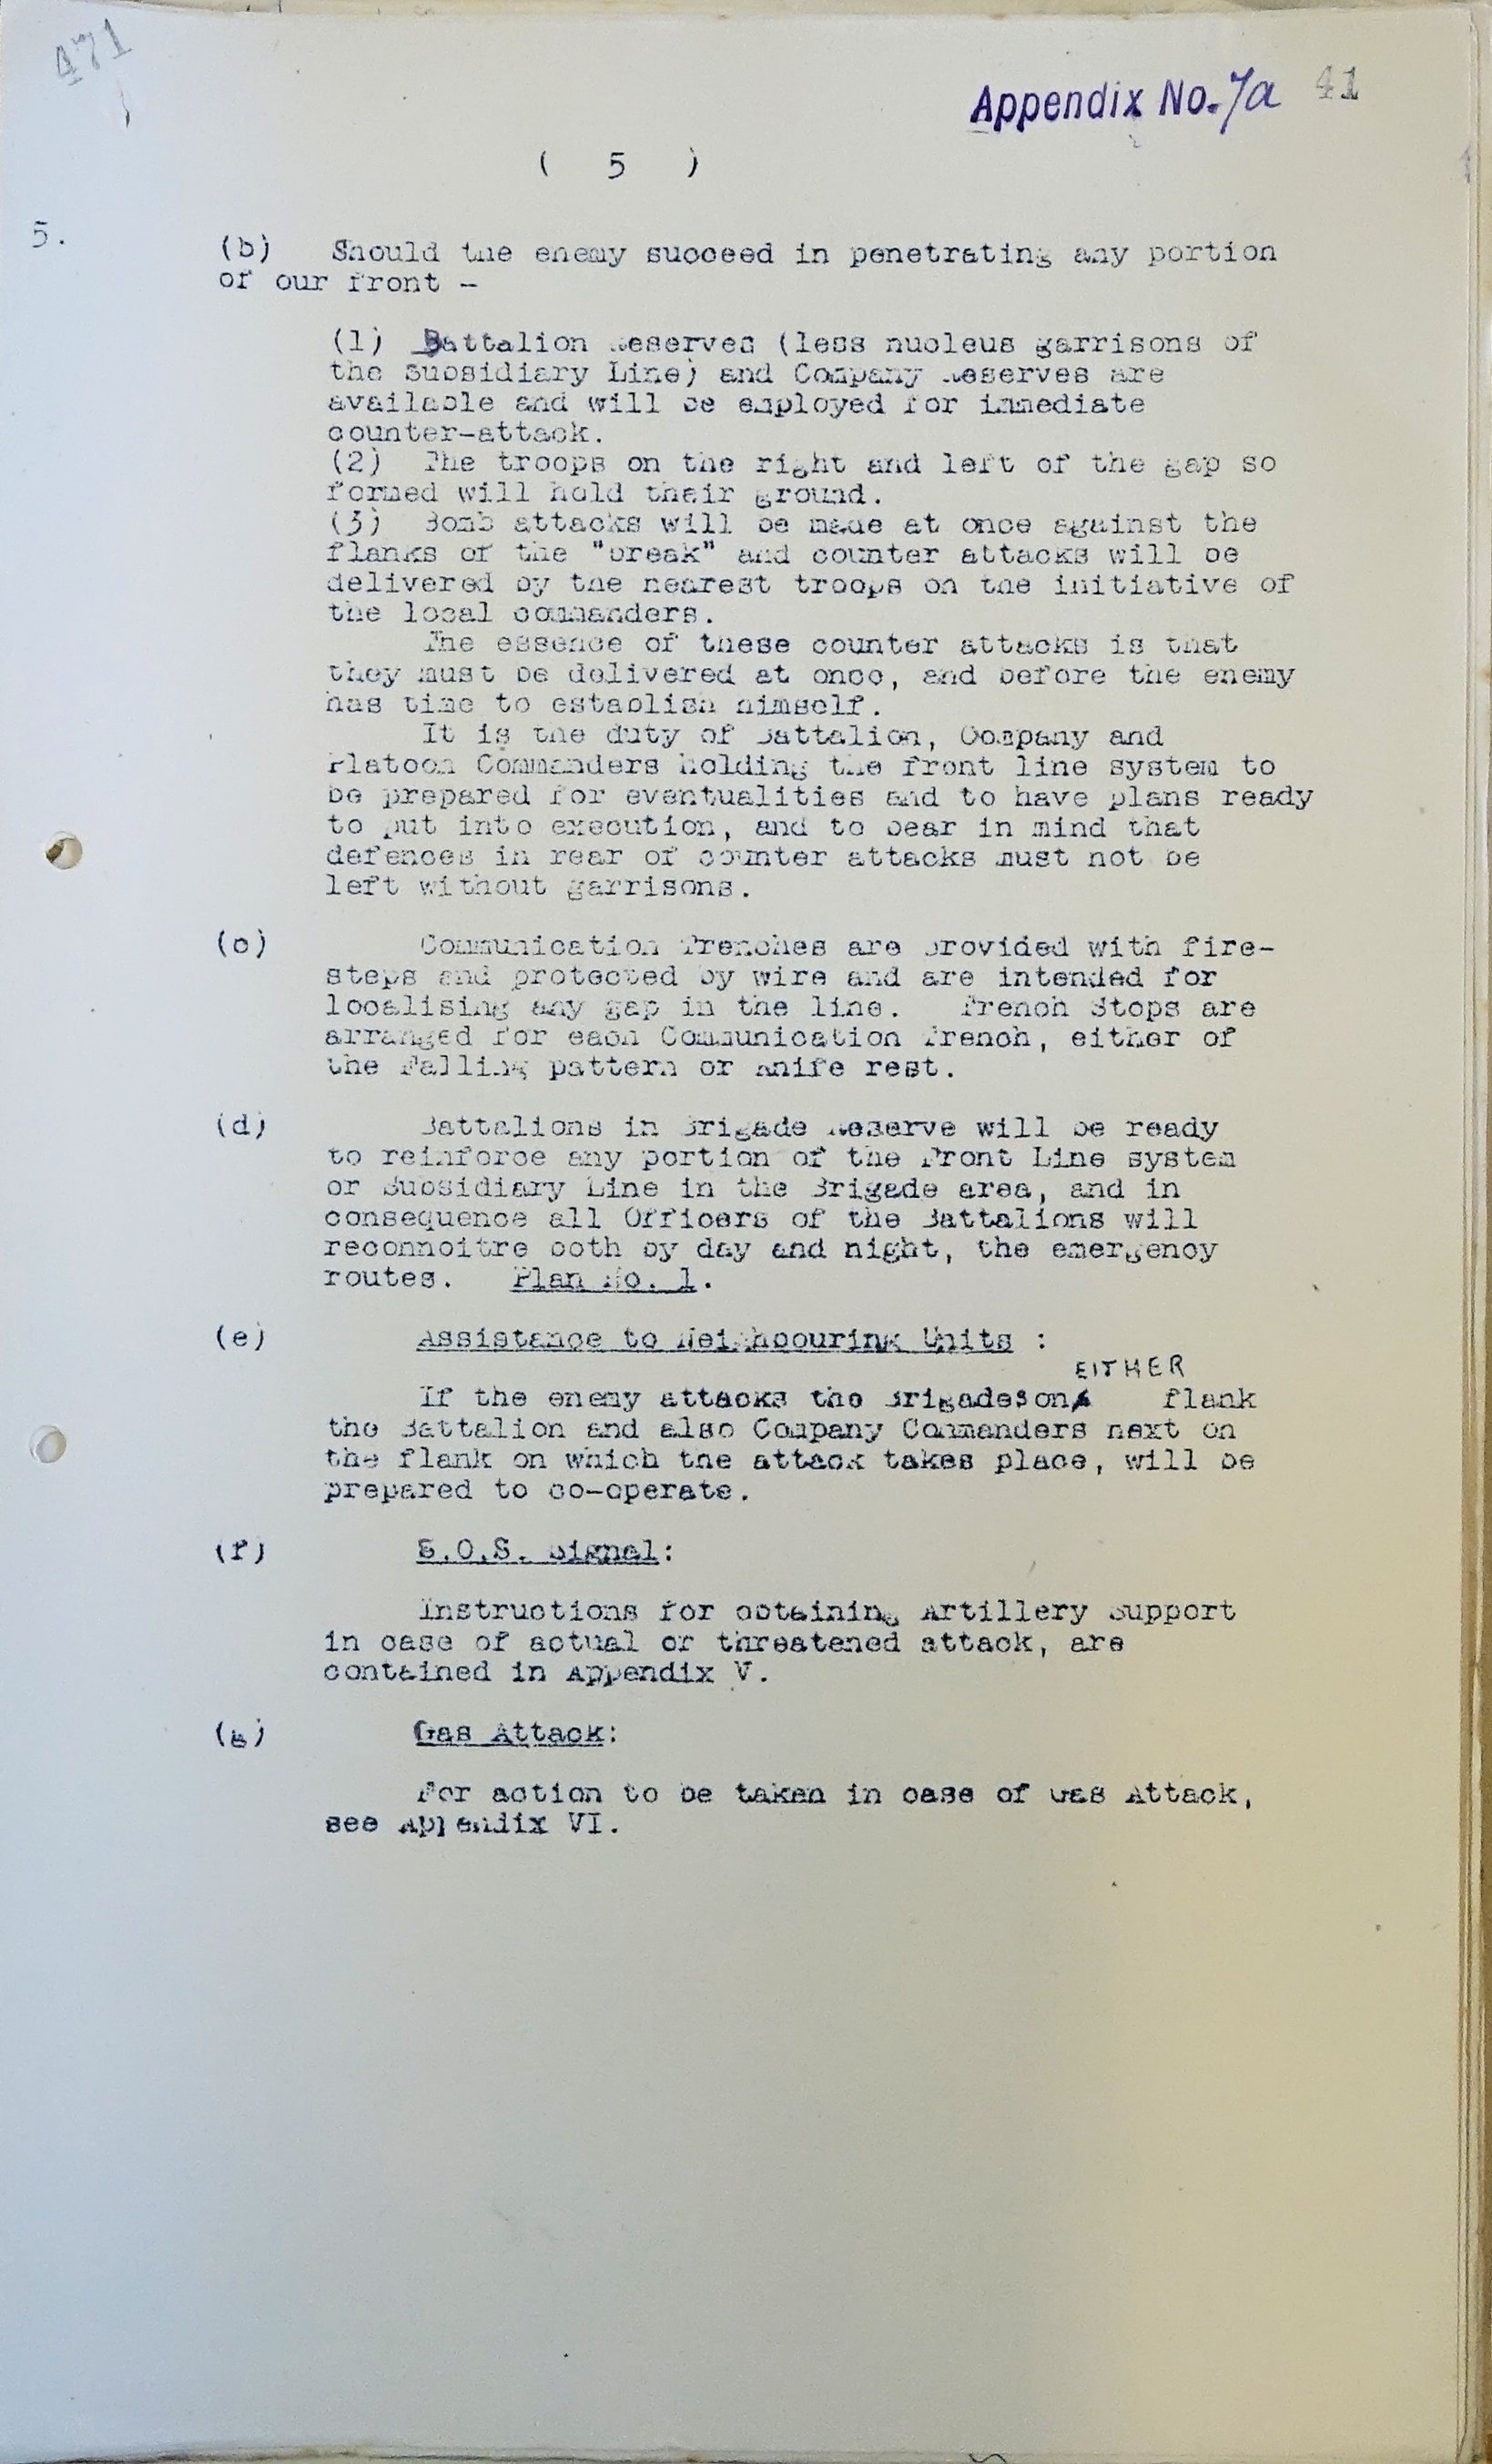 471
Appendix No. 7a 41
( 5 )
5.
(b) Should the enemy succeed in penetrating any portion
of our front -
(1) Battalion Reserves (less nucleus garrisons of
the Subsidiary Line) and Company Reserves are
available and will be employed for immediate
counter-attack.
(2) The troops on the right and left of the gap so
formed will hold their ground.
(3) Bomb attacks will be made at once against the
flanks of the "break" and counter attacks will be
delivered by the nearest troops on the initiative of
the local commanders.
The essence of these counter attacks is that
they must be delivered at once, and before the enemy
has time to establish himself.
It is the duty of Battalion, Company and
Platoon Commanders holding the front line system to
be prepared for eventualities and to have plans ready
to put into execution, and to bear in mind that
defences in rear of counter attacks must not be
left without garrisons.
(c) Communication Trenches are provided with fire-
steps and protected by wire and are intended for
localising any gap in the line. Trench Stops are
arranged for each Communication Trench, either of
the Falling pattern or knife rest.
(d) Battalions in Brigade Reserve will be ready
to reinforce any portion of the Front Line system
or Subsidiary Line in the Brigade area, and in
consequence all Officers of the Battalions will
reconnoitre both by day and night, the emergency
routes. Plan No. 1.
(e) Assistance to Neighbouring Units :
EITHER
If the enemy attacks the Brigades on flank
the Battalion and also Company Commanders next on
the flank on which the attack takes place, will be
prepared to co-operate.
(f) S.O.S. Signal:
Instructions for obtaining Artillery Support
in case of actual or threatened attack, are
contained in Appendix V.
(g) Gas Attack:
For action to be taken in case of Gas Attack,
see Appendix VI.